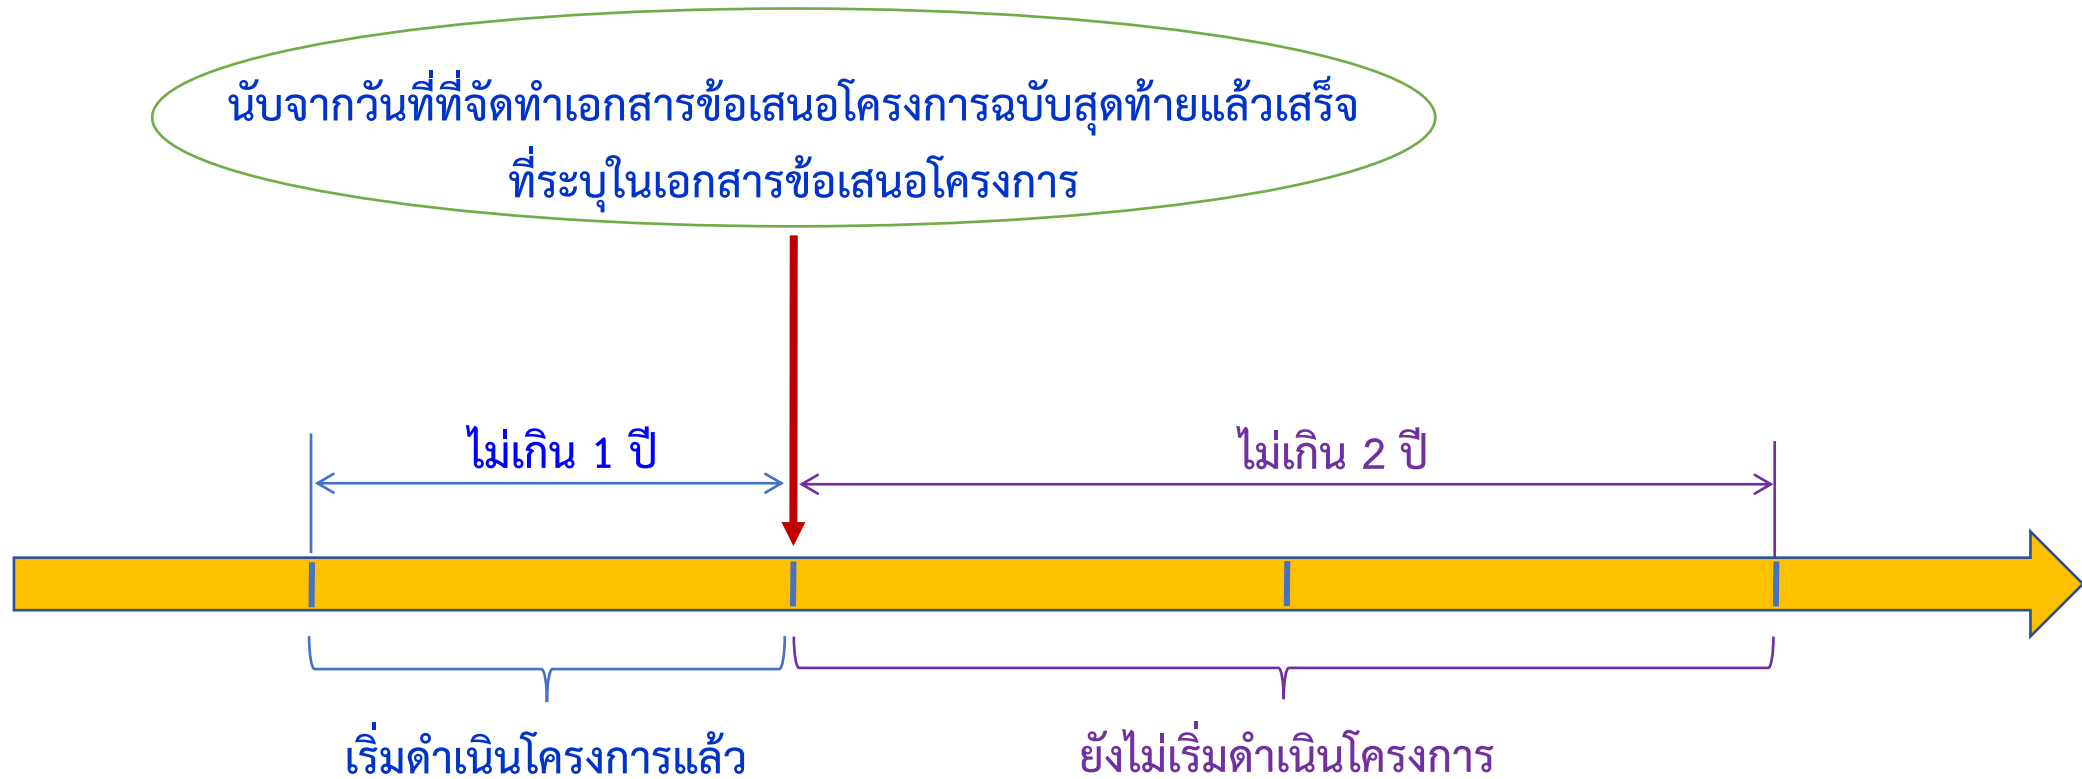 นับจากวันที่ที่จัดทำเอกสารข้อเสนอโครงการฉบับสุดท้ายแล้วเสร็จ
ที่ระบุในเอกสารข้อเสนอโครงการ
ไม่เกิน 1 ปี
ไม่เกิน 2 ปี
เริ่มดำเนินโครงการแล้ว
ยังไม่เริ่มดำเนินโครงการ